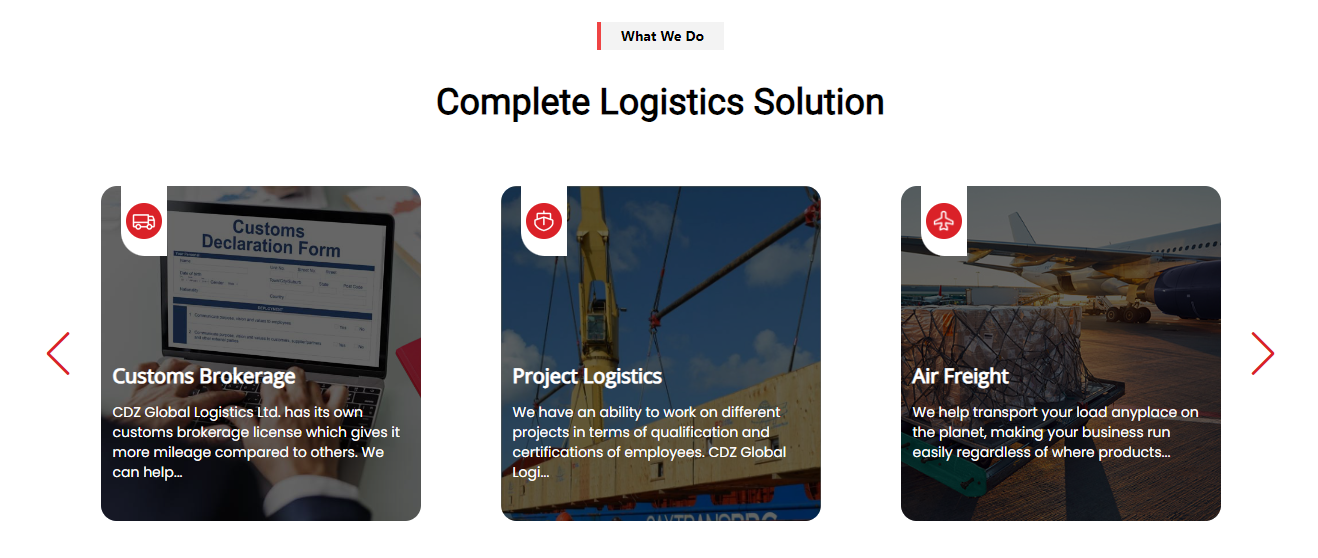 What We Do
Complete Logistics Solution
Customs
Declaration Form
Customs Brokerage
CDZ Global Logistics Ltd. has its own
customs brokerage license which gives it
more mileage compared to others. We
can help...
Project Logistics
We have an ability to work on different
projects in terms of qualification and
certifications of employees. CDZ Global
Logi...
Air Freight
We help transport your load anyplace on
the planet, making your business run
easily regardless of where products...